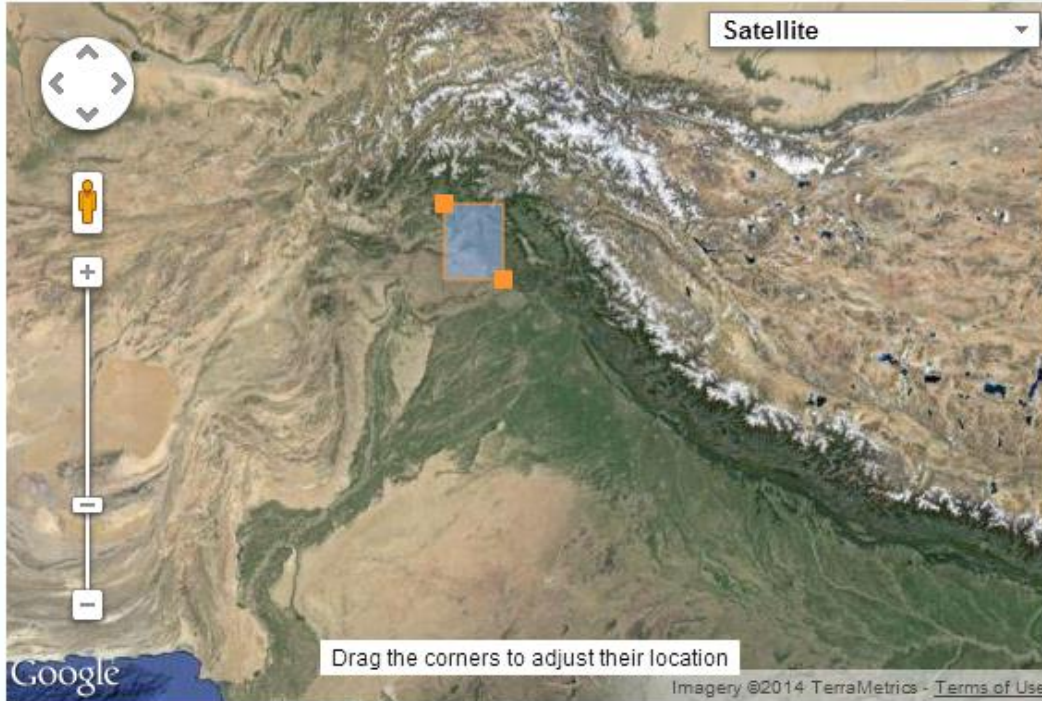 Satellite
Drag the corners to adjust their location
Google
Imagery ©2014 TerraMetrics - Terms of Use